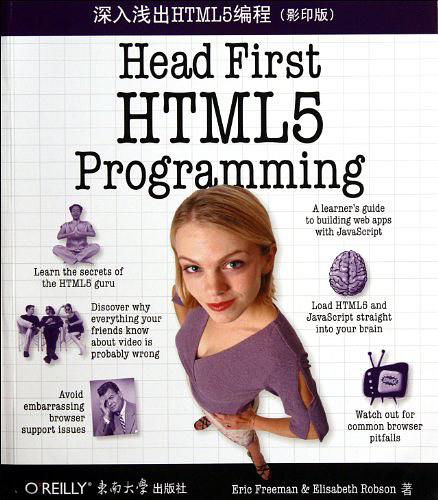 深入浅出HTML5编程(影印版)
Head First
HTML5
Programming
A learner's guide
to building web apps
with JavaScript
Learn the secrets of
the HTML5 guru
Load HTML5 and
JavaScript straight
into your brain
Discover why
everything your
friends know
about video is
probably wrong
Avoid
embarrassing
browser
support issues
Watch out for
common browser
pitfalls
O'REILLY® 东南大学出版社
Eric Freeman & Elisabeth Robson 著